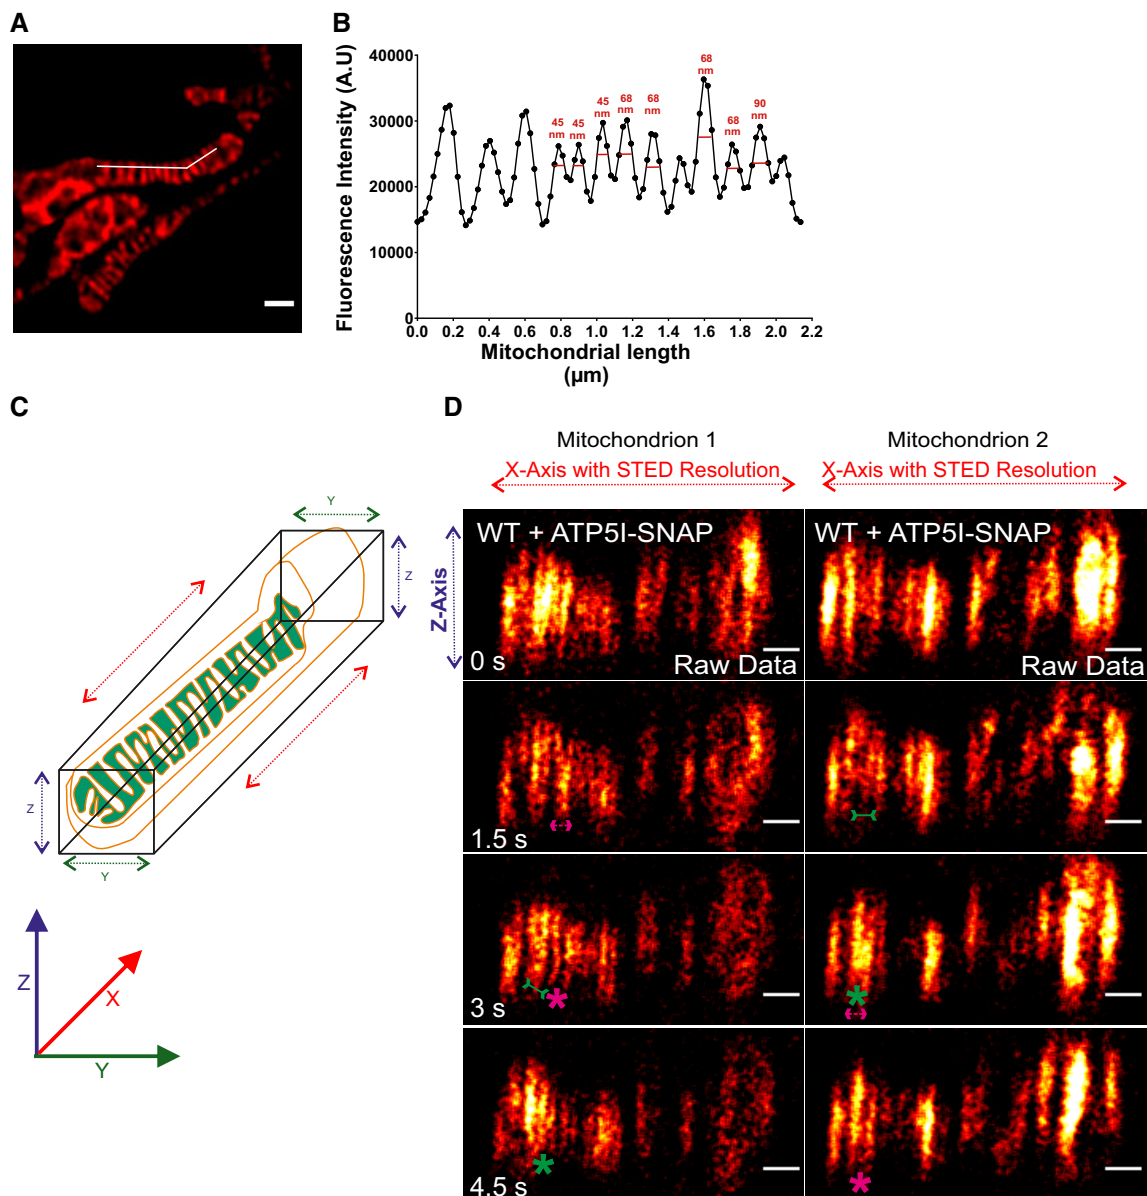 A
B
Fluorescence Intensity (A.U)
40000
30000
20000
10000
0
45
nm
45
nm
45
nm
68
nm
68
nm
68
nm
68
nm
90
nm
0.0 0.2 0.4 0.6 0.8 1.0 1.2 1.4 1.6 1.8 2.0 2.2
Mitochondrial length
(µm)
C
Y
Z
Z
Y
Z
X
Y
D
Mitochondrion 1
Mitochondrion 2
X-Axis with STED Resolution
X-Axis with STED Resolution
Z-Axis
WT + ATP5I-SNAP
0 s
Raw Data
WT + ATP5I-SNAP
Raw Data
1.5 s
3 s
*
*
4.5 s
*
*